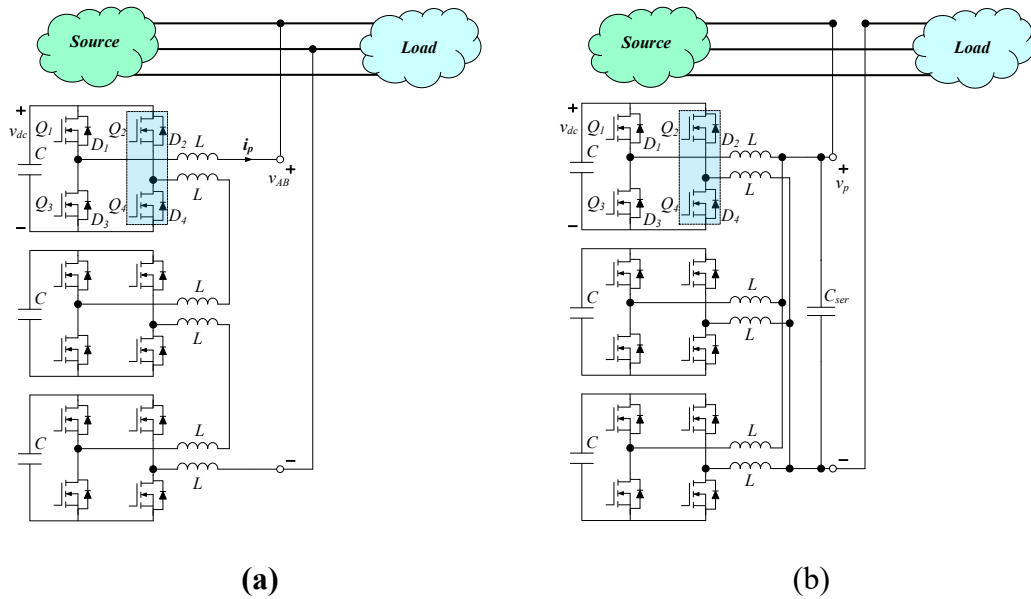 Source Load Source Load
+ +
v_dc Q_1 Q_2 v_dc Q_1 Q_2
C D_1 D_2 L i_p C D_1 D_2 L
+ +
v_AB L v_p L
Q_3 Q_4 Q_3 Q_4
− D_3 D_4 − D_3 D_4
C L C L C_ser
L L
C L C L
− −
L L
(a) (b)